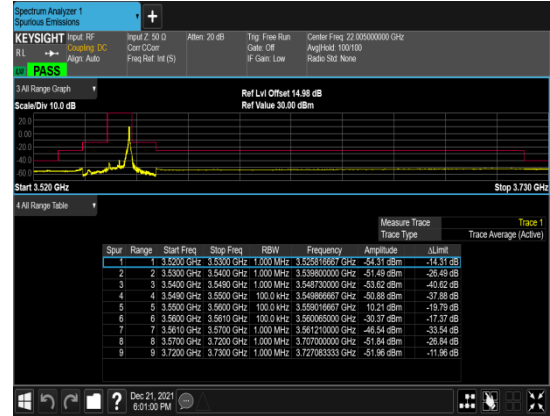 Spectrum Analyzer 1
Spurious Emissions
+
KEYSIGHT Input: RF Input Z: 50 Ω Atten: 20 dB Trig: Free Run Center Freq: 22.005000000 GHz
RL Coupling: DC Corr CCorr Gate: Off Avg|Hold: 100/100
Align: Auto Freq Ref: Int (S) IF Gain: Low Radio Std: None
PASS
3 All Range Graph
Ref Lvl Offset 14.98 dB
Scale/Div 10.0 dB Ref Value 30.00 dBm
20.0
0.00
-20.0
-40.0
-60.0
Start 3.520 GHz Stop 3.730 GHz
4 All Range Table
Measure Trace Trace 1
Trace Type Trace Average (Active)
Spur Range Start Freq Stop Freq RBW Frequency Amplitude ΔLimit
1 1 3.5200 GHz 3.5300 GHz 1.000 MHz 3.525816667 GHz -54.31 dBm -14.31 dB
2 2 3.5300 GHz 3.5400 GHz 1.000 MHz 3.539800000 GHz -51.49 dBm -26.49 dB
3 3 3.5400 GHz 3.5490 GHz 1.000 MHz 3.548730000 GHz -53.62 dBm -40.62 dB
4 4 3.5490 GHz 3.5500 GHz 100.0 kHz 3.549866667 GHz -50.88 dBm -37.88 dB
5 5 3.5500 GHz 3.5600 GHz 100.0 kHz 3.559016667 GHz 10.21 dBm -19.79 dB
6 6 3.5600 GHz 3.5610 GHz 100.0 kHz 3.560065000 GHz -30.37 dBm -17.37 dB
7 7 3.5610 GHz 3.5700 GHz 1.000 MHz 3.561210000 GHz -46.54 dBm -33.54 dB
8 8 3.5700 GHz 3.7200 GHz 1.000 MHz 3.707000000 GHz -51.84 dBm -26.84 dB
9 9 3.7200 GHz 3.7300 GHz 1.000 MHz 3.727083333 GHz -51.96 dBm -11.96 dB
? Dec 21, 2021
6:01:00 PM